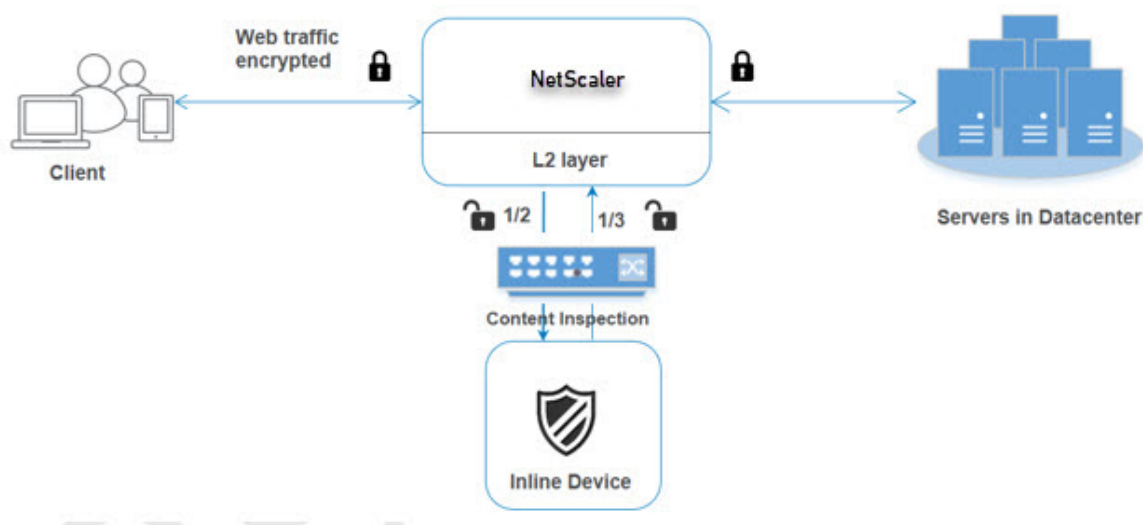 Web traffic
encrypted
NetScaler
L2 layer
Client
1/2
1/3
Servers in Datacenter
Content Inspection
Inline Device